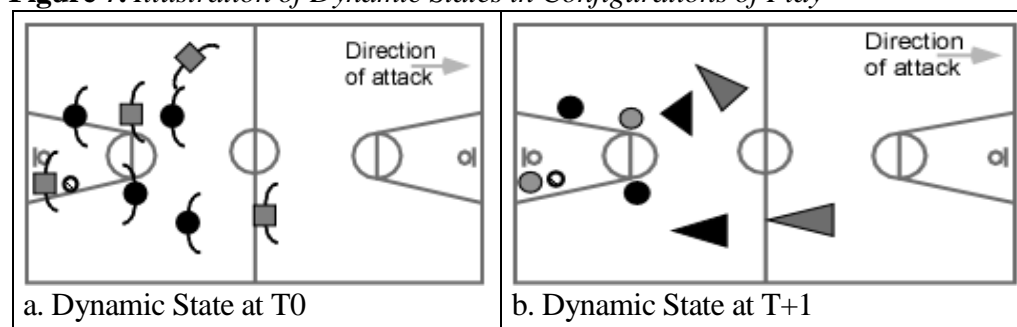 Figure 7. Illustration of Dynamic States in Configurations of Play
Direction
of attack
Direction
of attack
a. Dynamic State at T0
b. Dynamic State at T+1